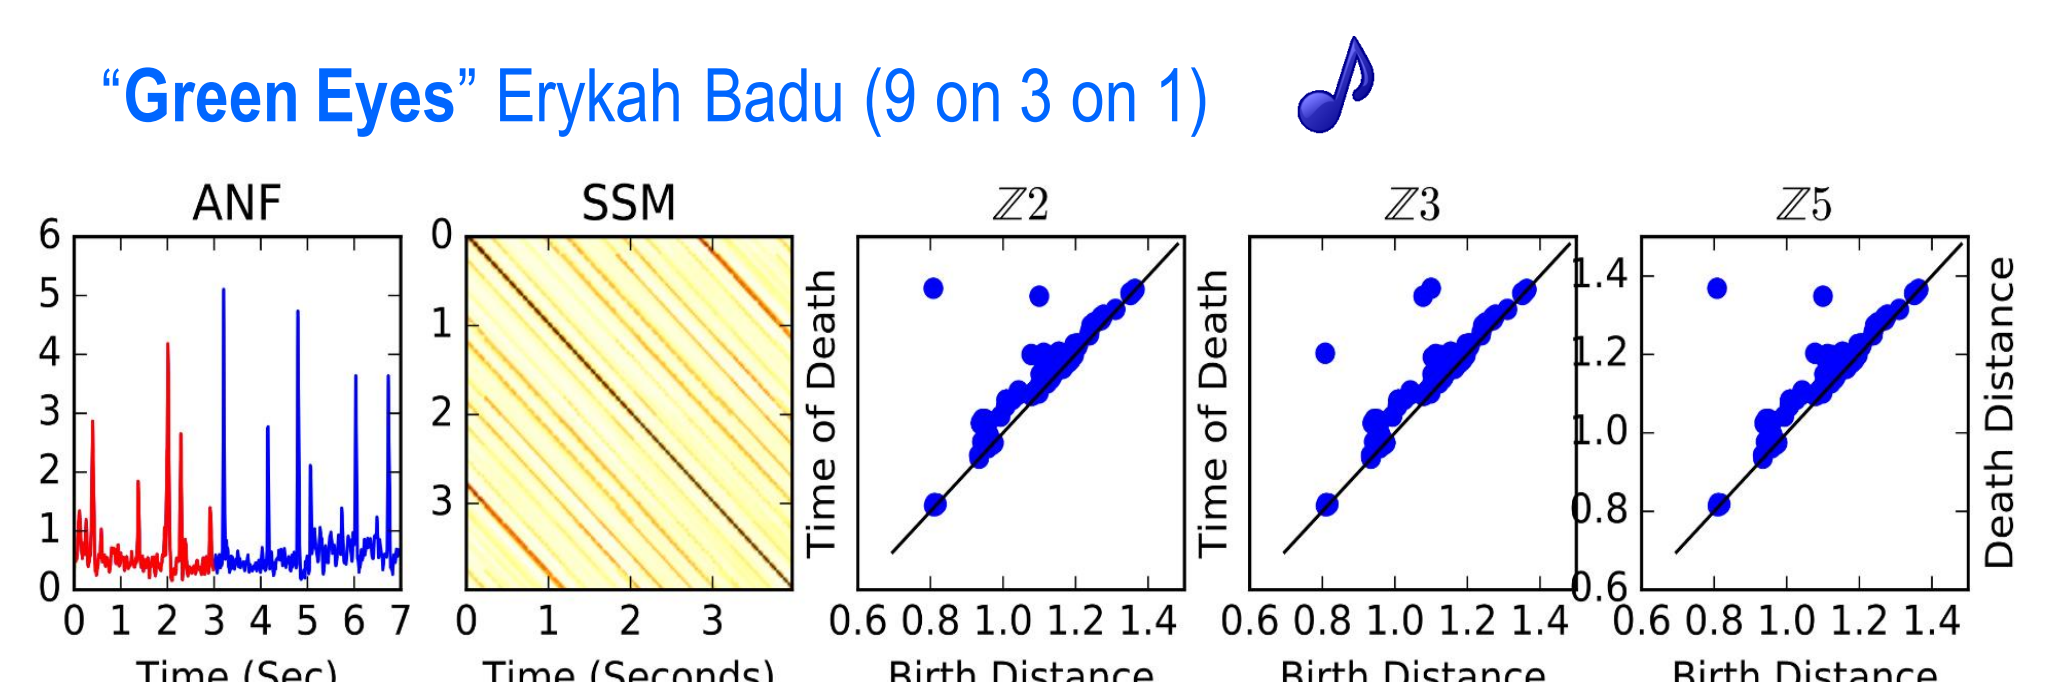 “Green Eyes” Erykah Badu (9 on 3 on 1)
ANF
SSM
ℤ2
ℤ3
ℤ5
6
5
4
3
2
1
0
0 1 2 3 4 5 6 7
Time (Sec)
0
1
2
3
0 1 2 3
Time (Seconds)
Time of Death
0.6 0.8 1.0 1.2 1.4
Birth Distance
Time of Death
0.6 0.8 1.0 1.2 1.4
Birth Distance
1.4
1.2
1.0
0.8
0.6
0.6 0.8 1.0 1.2 1.4
Birth Distance
Death Distance